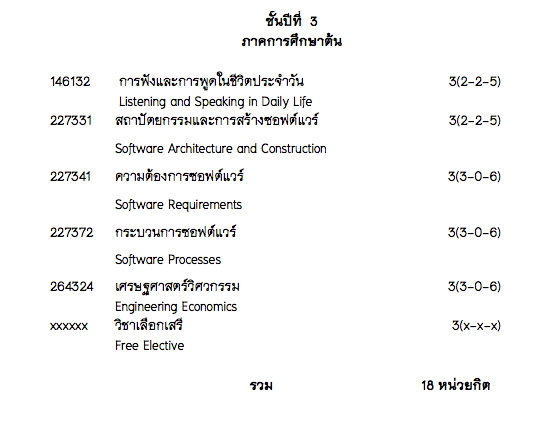 ชั้นปีที่ 3
ภาคการศึกษาต้น
146132 การฟังและการพูดในชีวิตประจำวัน 3(2-2-5)
Listening and Speaking in Daily Life
227331 สถาปัตยกรรมและการสร้างซอฟต์แวร์ 3(2-2-5)
Software Architecture and Construction
227341 ความต้องการซอฟต์แวร์ 3(3-0-6)
Software Requirements
227372 กระบวนการซอฟต์แวร์ 3(3-0-6)
Software Processes
264324 เศรษฐศาสตร์วิศวกรรม 3(3-0-6)
Engineering Economics
xxxxxx วิชาเลือกเสรี 3(x-x-x)
Free Elective
รวม 18 หน่วยกิต